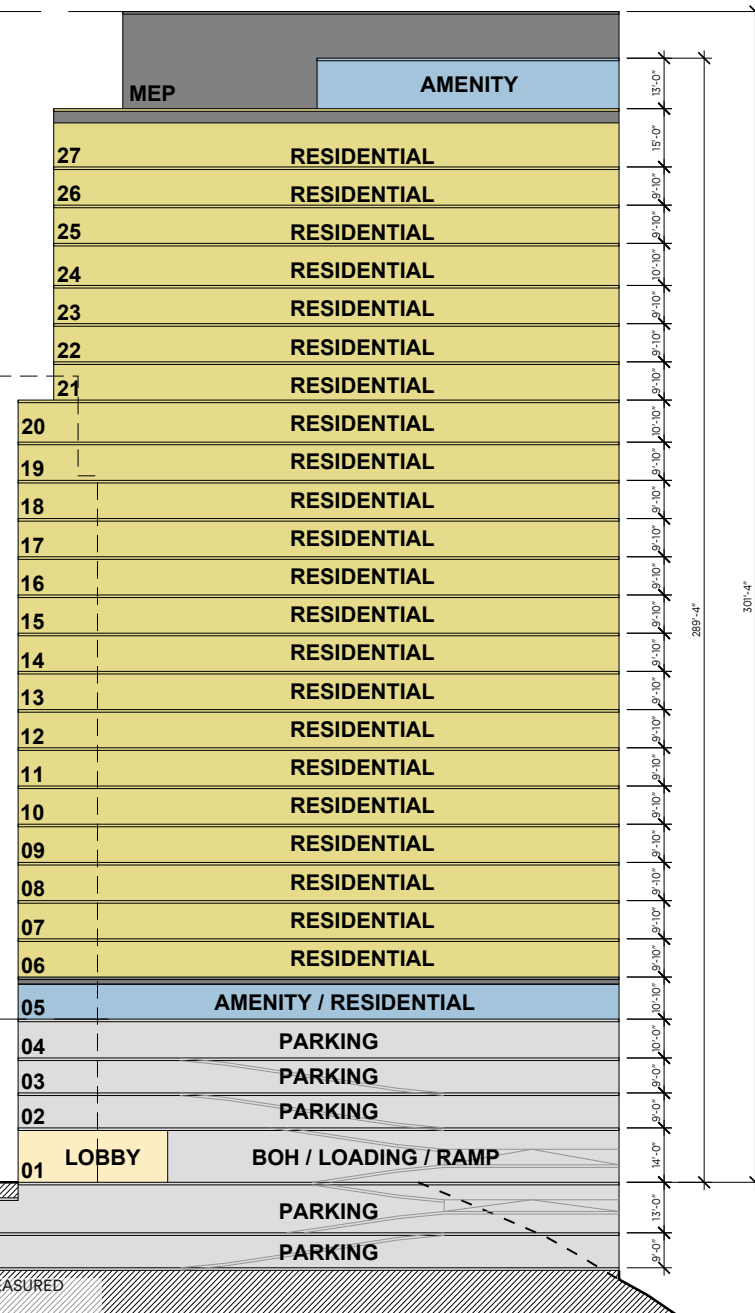 AMENITY 13'-0"
MEP
15'-0"
27 RESIDENTIAL
26 RESIDENTIAL 9'-10"
25 RESIDENTIAL 9'-10"
24 RESIDENTIAL 10'-10"
23 RESIDENTIAL 9'-10"
22 RESIDENTIAL 9'-10"
21 RESIDENTIAL 9'-10"
20 RESIDENTIAL 10'-10"
19 RESIDENTIAL 9'-10"
18 RESIDENTIAL 9'-10"
17 RESIDENTIAL 9'-10"
16 RESIDENTIAL 9'-10"
301'-4"
15 RESIDENTIAL 9'-10"
289'-4"
14 RESIDENTIAL 9'-10"
13 RESIDENTIAL 9'-10"
12 RESIDENTIAL 9'-10"
11 RESIDENTIAL 9'-10"
10 RESIDENTIAL 9'-10"
09 RESIDENTIAL 9'-10"
08 RESIDENTIAL 9'-10"
07 RESIDENTIAL 9'-10"
06 RESIDENTIAL 9'-10"
05 AMENITY / RESIDENTIAL 10'-10"
04 PARKING 10'-0"
03 PARKING 9'-0"
02 PARKING 9'-0"
01 LOBBY BOH / LOADING / RAMP 14'-0"
PARKING 13'-0"
PARKING 9'-0"